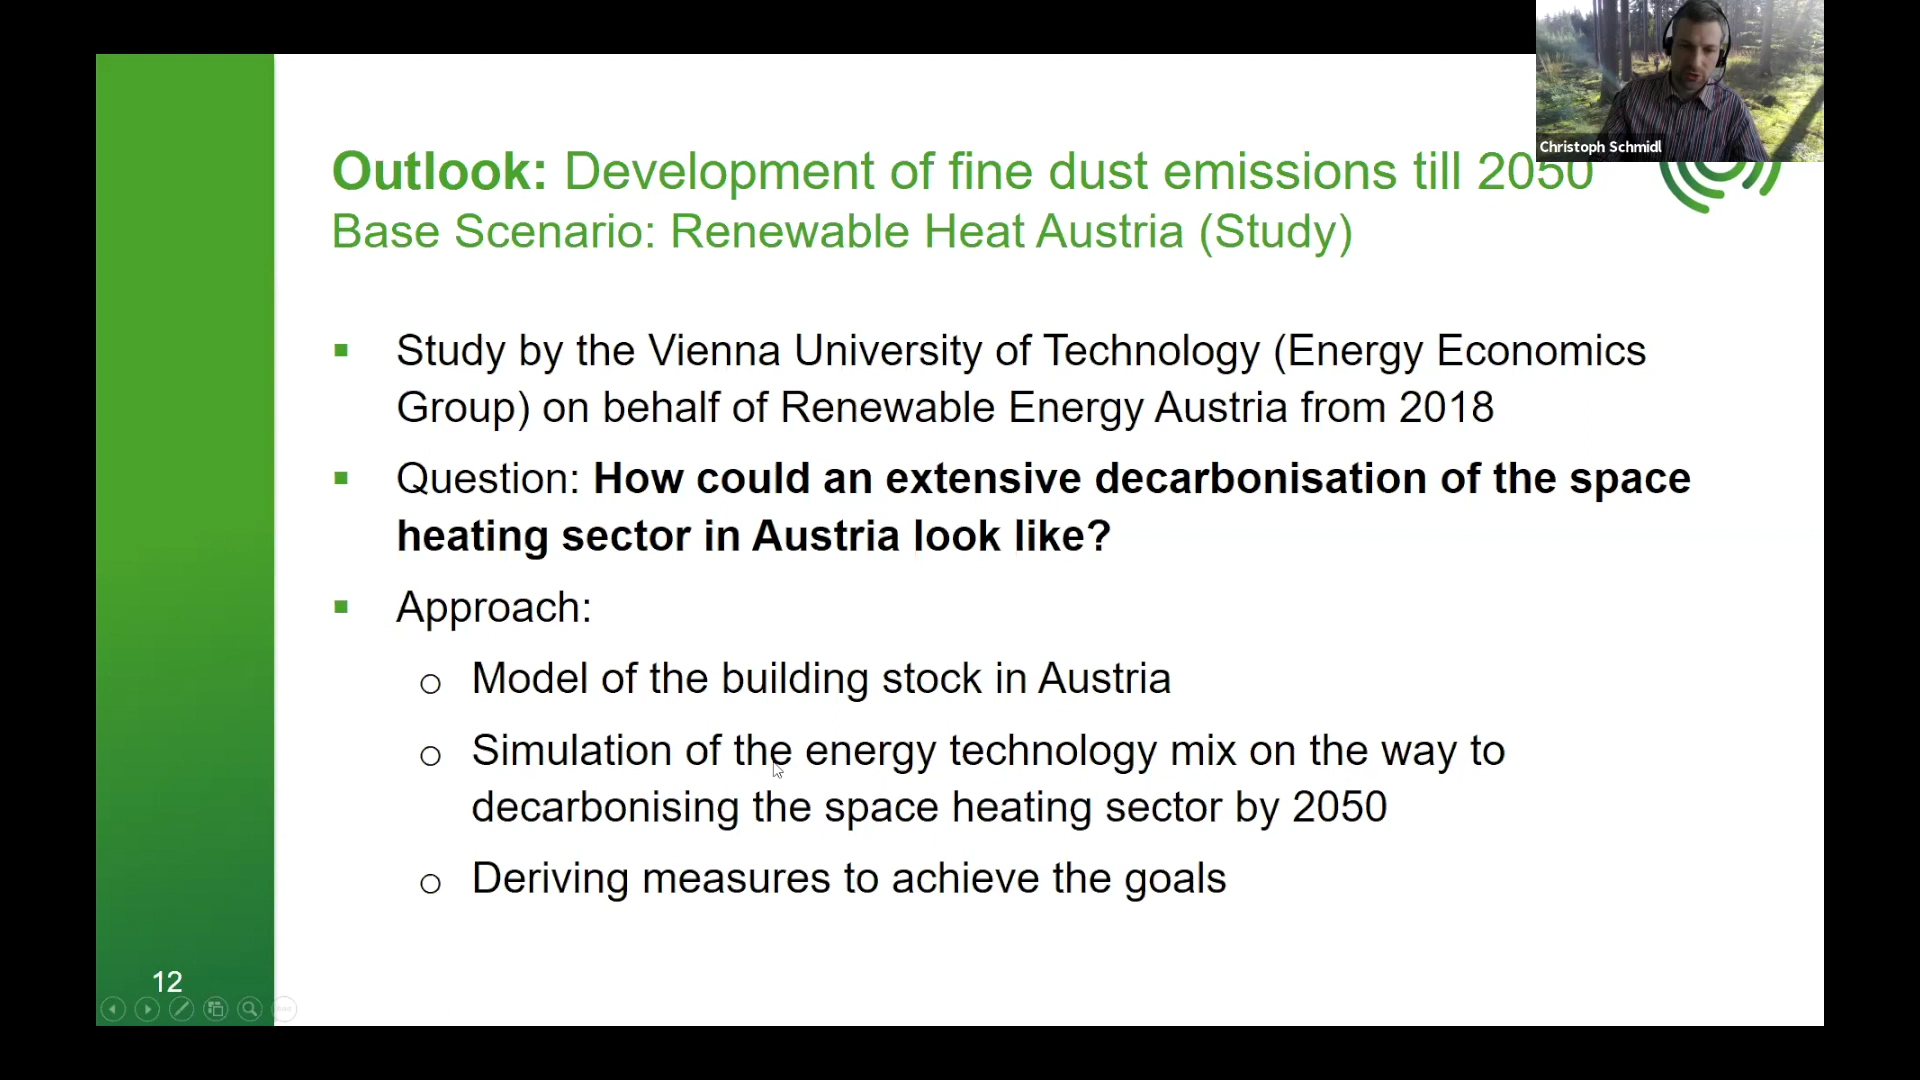 Christoph Schmidl
Outlook: Development of fine dust emissions till 2050
Base Scenario: Renewable Heat Austria (Study)
Study by the Vienna University of Technology (Energy Economics
Group) on behalf of Renewable Energy Austria from 2018
Question: How could an extensive decarbonisation of the space
heating sector in Austria look like?
Approach:
Model of the building stock in Austria
Simulation of the energy technology mix on the way to
decarbonising the space heating sector by 2050
Deriving measures to achieve the goals
12